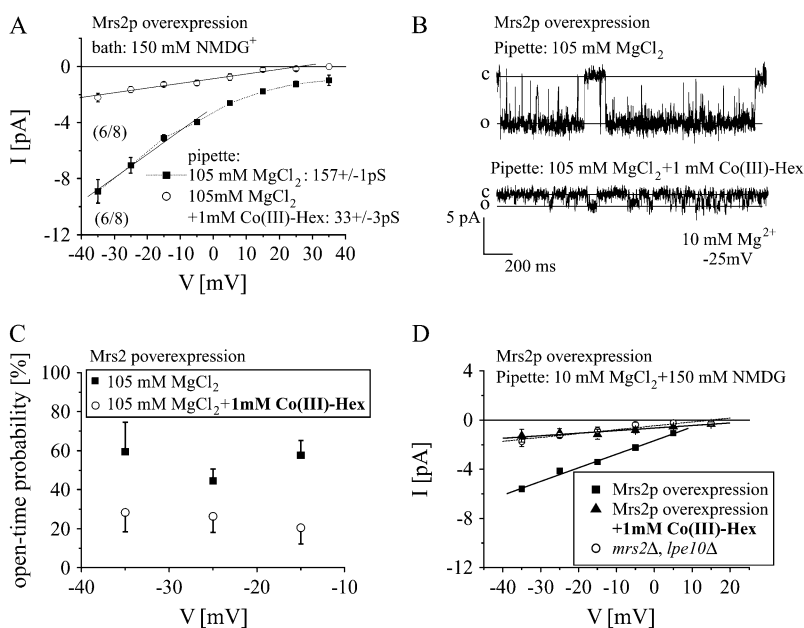 A
Mrs2p overexpression
bath: 150 mM NMDG⁺
0
-4
-8
-12
I [pA]
(6/8)
(6/8)
pipette:
105 mM MgCl₂: 157+/-1pS
105mM MgCl₂
+1mM Co(III)-Hex: 33+/-3pS
-40 -30 -20 -10 0 10 20 30 40
V [mV]
B
Mrs2p overexpression
Pipette: 105 mM MgCl₂
c
o
Pipette: 105 mM MgCl₂+1 mM Co(III)-Hex
c
o
5 pA
200 ms
10 mM Mg²⁺
-25mV
C
Mrs2 poverexpression
105 mM MgCl₂
105 mM MgCl₂+1mM Co(III)-Hex
open-time probability [%]
100
80
60
40
20
0
-40 -30 -20 -10
V [mV]
D
Mrs2p overexpression
Pipette: 10 mM MgCl₂+150 mM NMDG
4
0
-4
-8
-12
I [pA]
Mrs2p overexpression
Mrs2p overexpression
+1mM Co(III)-Hex
mrs2Δ, lpe10Δ
-40 -30 -20 -10 0 10 20
V [mV]